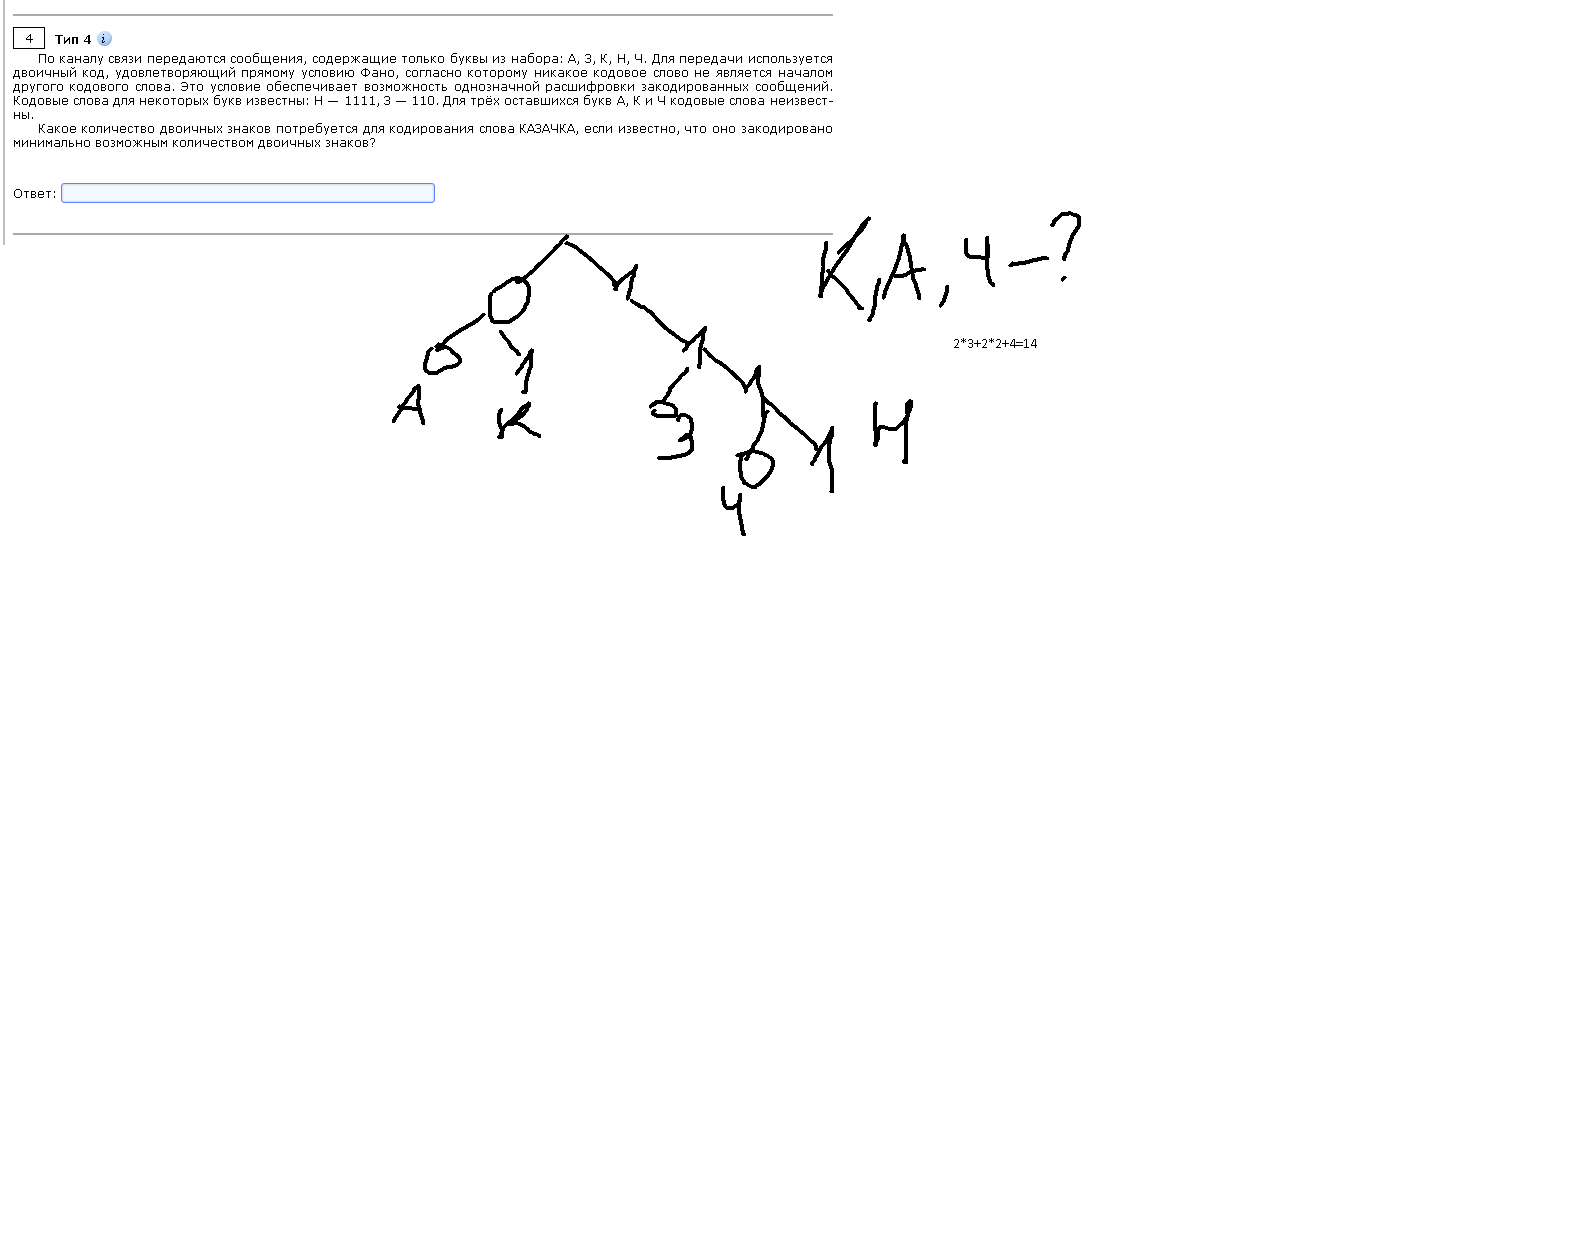 4 Тип 4 i
По каналу связи передаются сообщения, содержащие только буквы из набора: А, З, К, Н, Ч. Для передачи используется
двоичный код, удовлетворяющий прямому условию Фано, согласно которому никакое кодовое слово не является началом
другого кодового слова. Это условие обеспечивает возможность однозначной расшифровки закодированных сообщений.
Кодовые слова для некоторых букв известны: Н — 1111, З — 110. Для трёх оставшихся букв А, К и Ч кодовые слова неизвест-
ны.
Какое количество двоичных знаков потребуется для кодирования слова КАЗАЧКА, если известно, что оно закодировано
минимально возможным количеством двоичных знаков?
Ответ:
К, А, Ч – ?
0 1
2*3+2*2+4=14
0 1 1
1
А К 0 Н
З
0 1
Ч